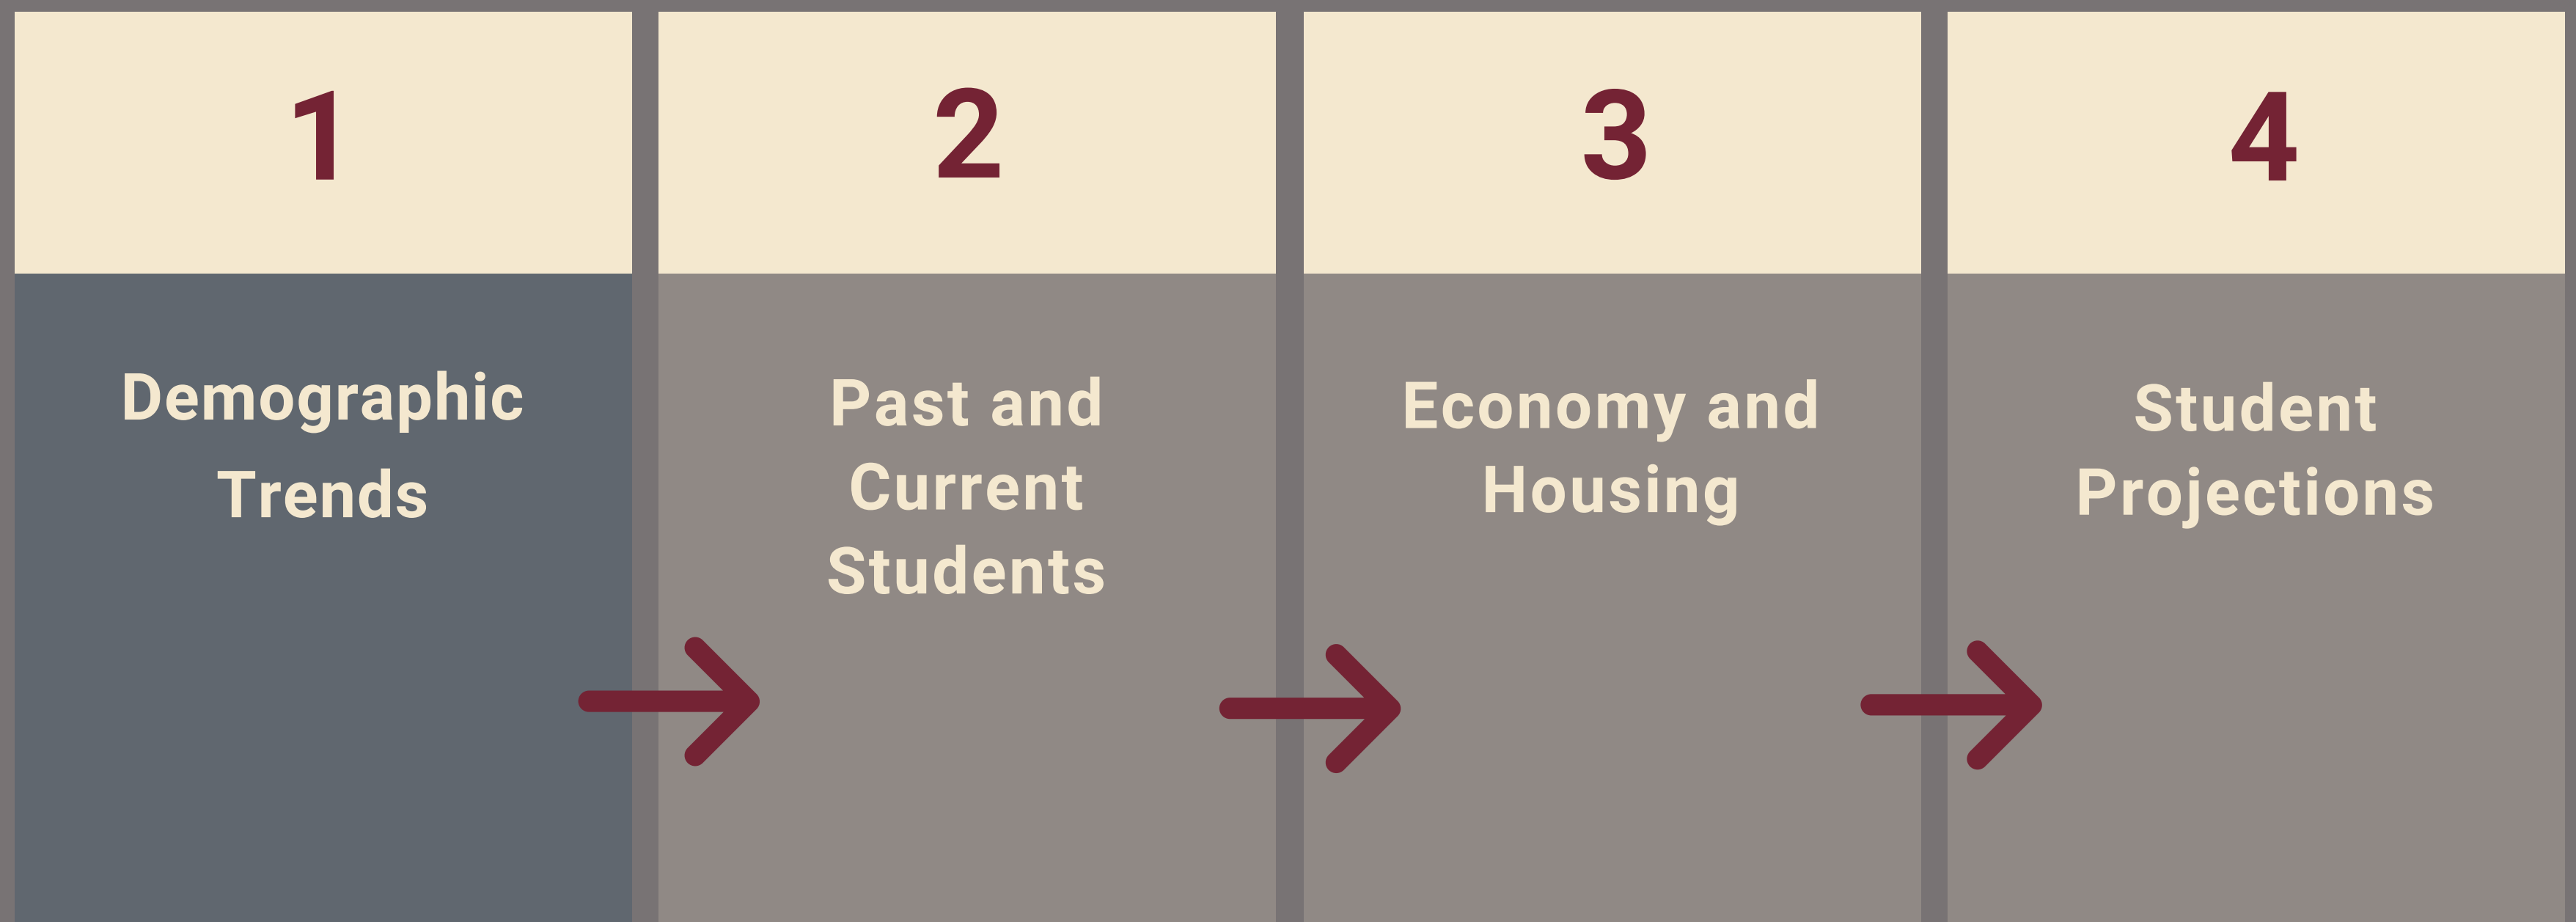 1
Demographic
Trends
2
Past and
Current
Students
3
Economy and
Housing
4
Student
Projections